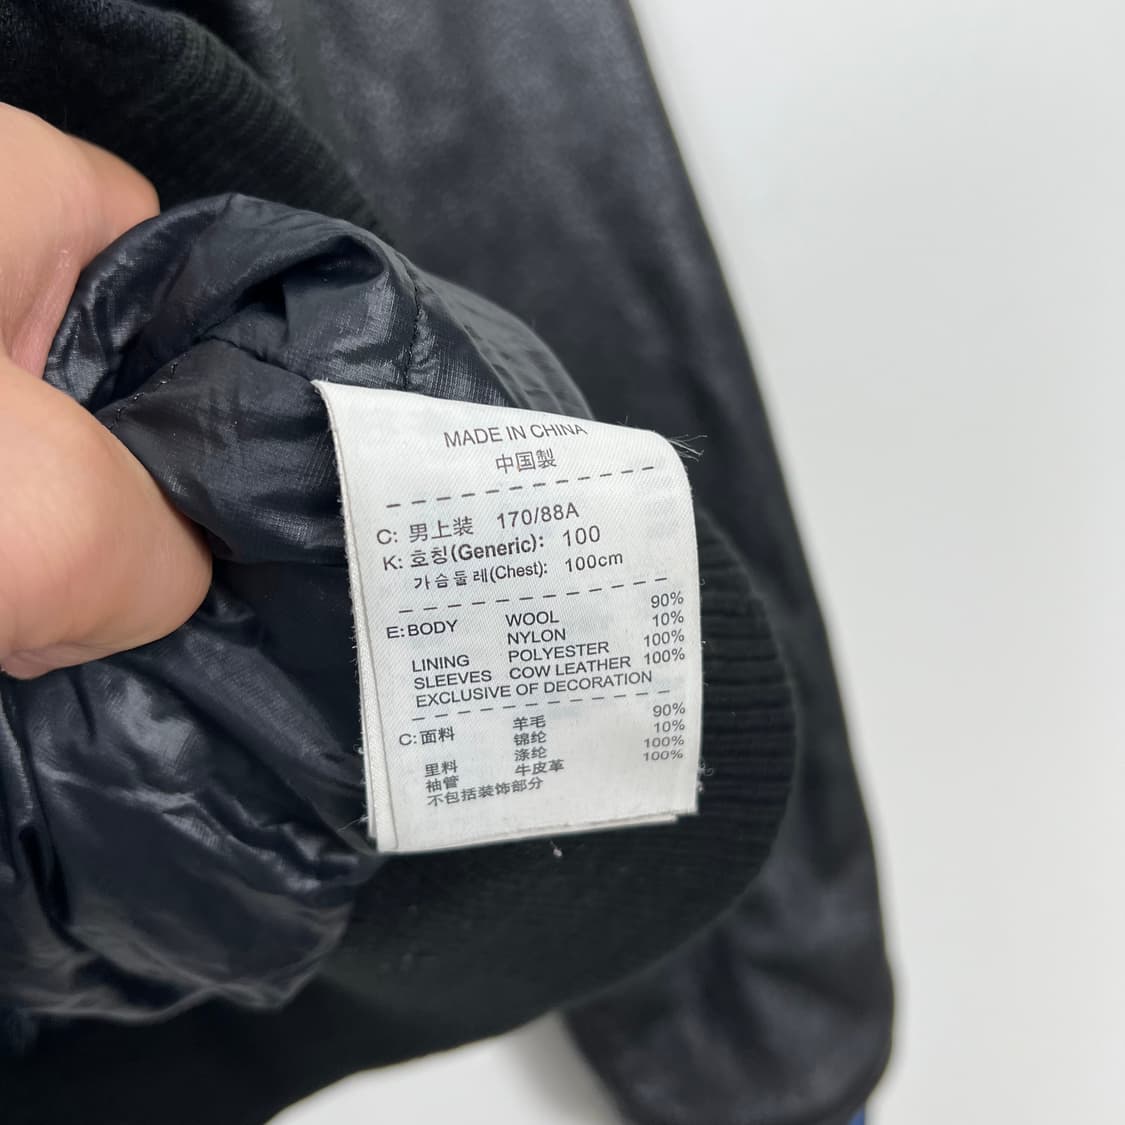 MADE IN CHINA
中国製
C: 男上装 170/88A
K: 호칭(Generic): 100
가슴둘레(Chest): 100cm
E: BODY WOOL 90%
NYLON 10%
LINING POLYESTER 100%
SLEEVES COW LEATHER 100%
EXCLUSIVE OF DECORATION
C: 面料 羊毛 90%
锦纶 10%
里料 涤纶 100%
袖管 牛皮革 100%
不包括装饰部分